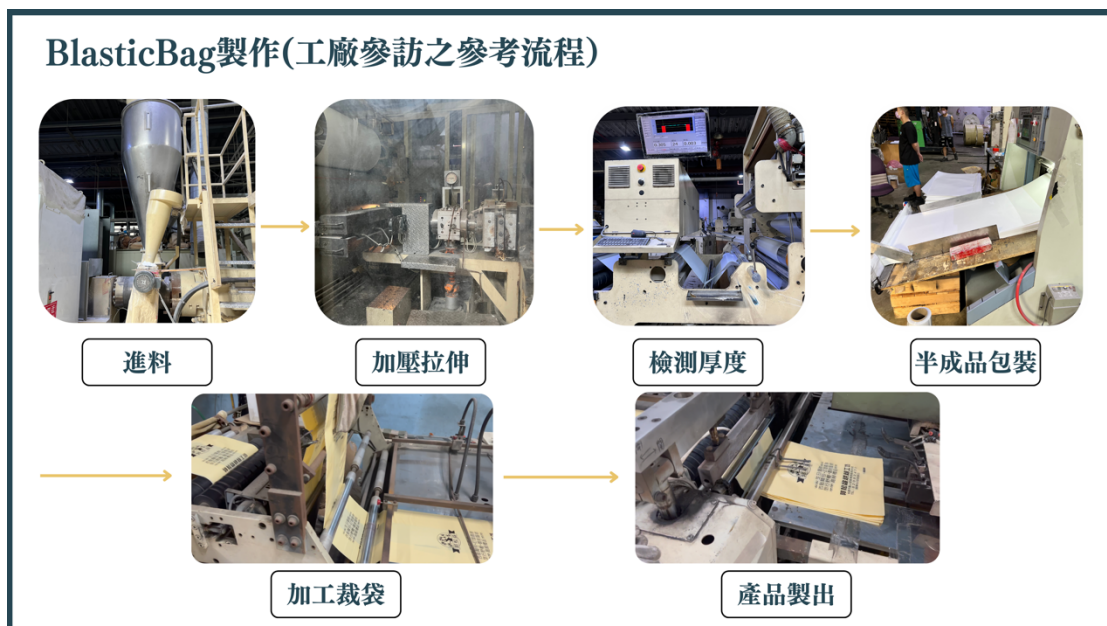 BlasticBag製作(工廠參訪之參考流程)
進料
加壓拉伸
檢測厚度
半成品包裝
加工裁袋
產品製出